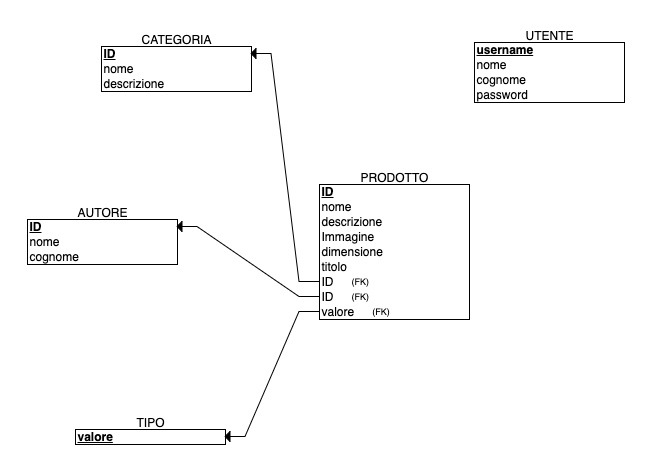 CATEGORIA
ID
nome
descrizione
UTENTE
username
nome
cognome
password
PRODOTTO
ID
nome
descrizione
Immagine
dimensione
titolo
ID (FK)
ID (FK)
valore (FK)
AUTORE
ID
nome
cognome
TIPO
valore